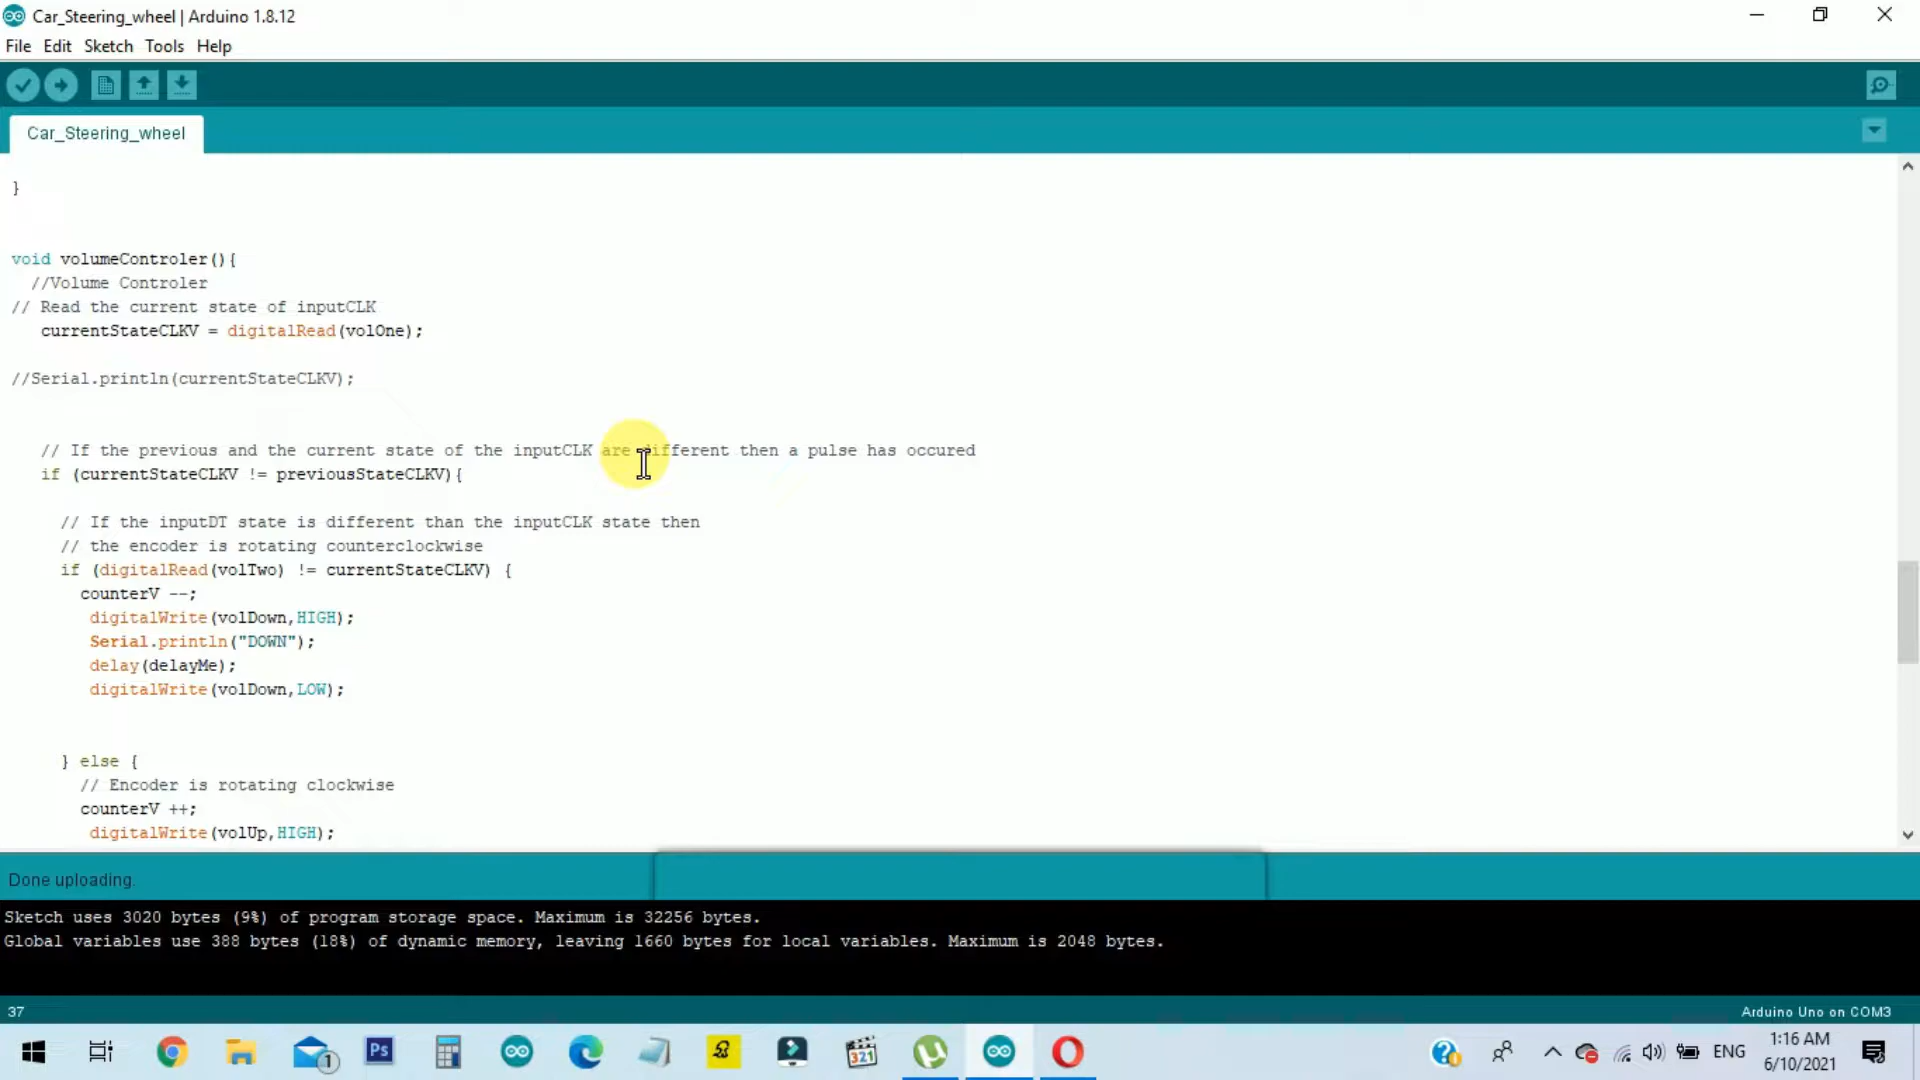 Car_Steering_wheel | Arduino 1.8.12
File Edit Sketch Tools Help
Car_Steering_wheel
}
void volumeControler(){
//Volume Controler
// Read the current state of inputCLK
currentStateCLKV = digitalRead(volOne);
//Serial.println(currentStateCLKV);
// If the previous and the current state of the inputCLK are different then a pulse has occured
if (currentStateCLKV != previousStateCLKV){
// If the inputDT state is different than the inputCLK state then
// the encoder is rotating counterclockwise
if (digitalRead(volTwo) != currentStateCLKV) {
counterV --;
digitalWrite(volDown,HIGH);
Serial.println("DOWN");
delay(delayMe);
digitalWrite(volDown,LOW);
} else {
// Encoder is rotating clockwise
counterV ++;
digitalWrite(volUp,HIGH);
Done uploading.
Sketch uses 3020 bytes (9%) of program storage space. Maximum is 32256 bytes.
Global variables use 388 bytes (18%) of dynamic memory, leaving 1660 bytes for local variables. Maximum is 2048 bytes.
37
Arduino Uno on COM3
1
Ps
321
ENG
1:16 AM
6/10/2021